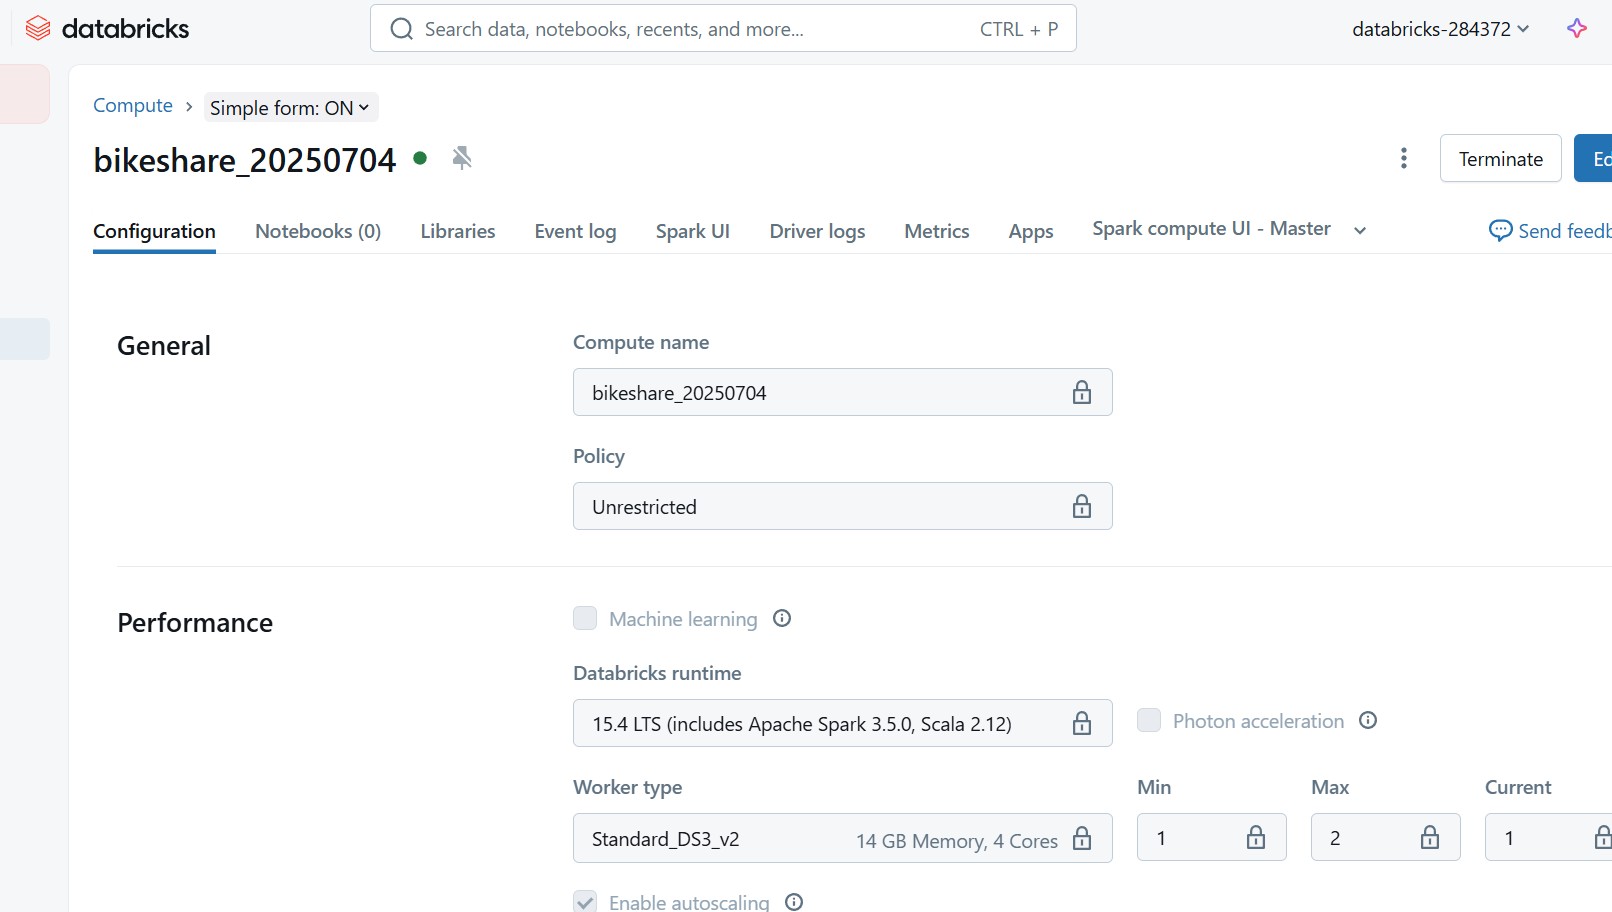 databricks
Search data, notebooks, recents, and more... CTRL + P
databricks-284372
Compute > Simple form: ON
bikeshare_20250704
Terminate
Configuration Notebooks (0) Libraries Event log Spark UI Driver logs Metrics Apps Spark compute UI - Master
Send
General
Compute name
bikeshare_20250704
Policy
Unrestricted
Performance
Machine learning
Databricks runtime
15.4 LTS (includes Apache Spark 3.5.0, Scala 2.12)
Photon acceleration
Worker type Min Max Current
Standard_DS3_v2 14 GB Memory, 4 Cores 1 2 1
Enable autoscaling